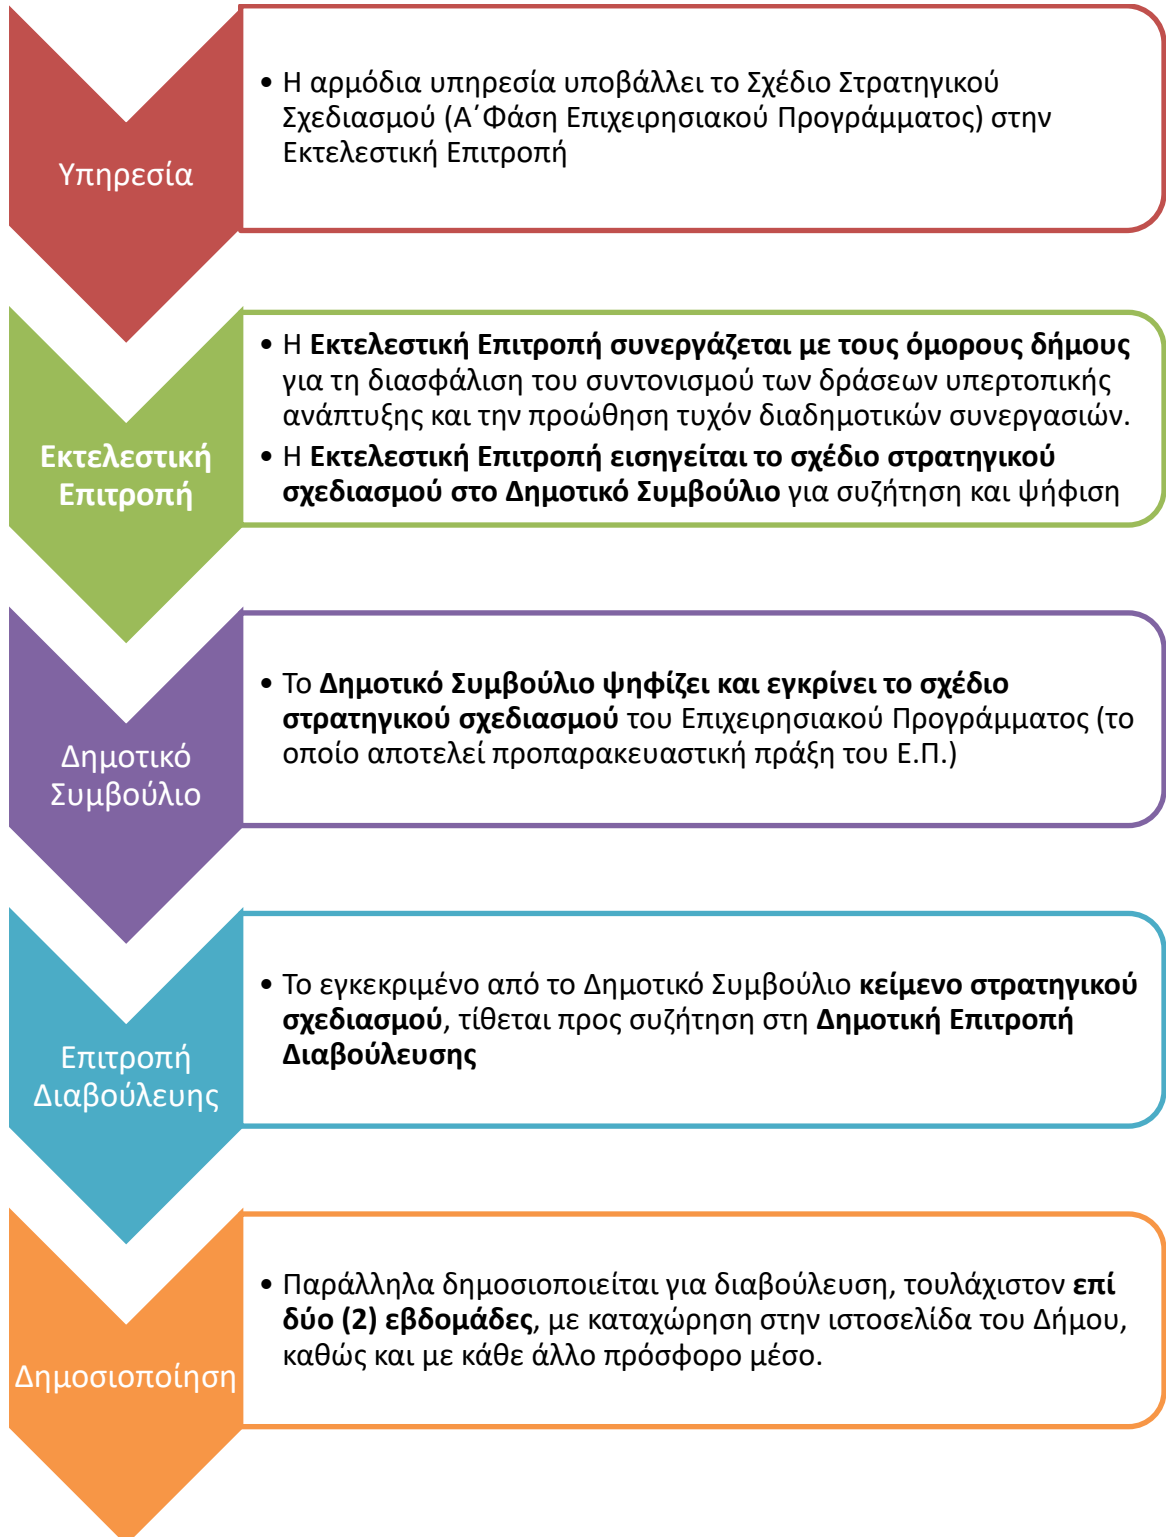 Υπηρεσία
• Η αρμόδια υπηρεσία υποβάλλει το Σχέδιο Στρατηγικού
Σχεδιασμού (Α΄Φάση Επιχειρησιακού Προγράμματος) στην
Εκτελεστική Επιτροπή
Εκτελεστική
Επιτροπή
• Η Εκτελεστική Επιτροπή συνεργάζεται με τους όμορους δήμους
για τη διασφάλιση του συντονισμού των δράσεων υπερτοπικής
ανάπτυξης και την προώθηση τυχόν διαδημοτικών συνεργασιών.
• Η Εκτελεστική Επιτροπή εισηγείται το σχέδιο στρατηγικού
σχεδιασμού στο Δημοτικό Συμβούλιο για συζήτηση και ψήφιση
Δημοτικό
Συμβούλιο
• Το Δημοτικό Συμβούλιο ψηφίζει και εγκρίνει το σχέδιο
στρατηγικού σχεδιασμού του Επιχειρησιακού Προγράμματος (το
οποίο αποτελεί προπαρακευαστική πράξη του Ε.Π.)
Επιτροπή
Διαβούλευης
• Το εγκεκριμένο από το Δημοτικό Συμβούλιο κείμενο στρατηγικού
σχεδιασμού, τίθεται προς συζήτηση στη Δημοτική Επιτροπή
Διαβούλευσης
Δημοσιοποίηση
• Παράλληλα δημοσιοποιείται για διαβούλευση, τουλάχιστον επί
δύο (2) εβδομάδες, με καταχώρηση στην ιστοσελίδα του Δήμου,
καθώς και με κάθε άλλο πρόσφορο μέσο.